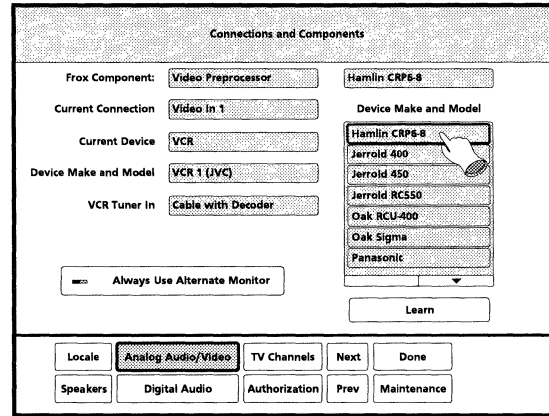 Connections and Components
Frox Component: Video Preprocessor Hamlin CRP6-8
Current Connection Video In 1 Device Make and Model
Current Device VCR
Device Make and Model VCR 1 (JVC)
VCR Tuner In Cable with Decoder
Hamlin CRP6-8
Jerrold 400
Jerrold 450
Jerrold RC550
Oak RCU-400
Oak Sigma
Panasonic
Always Use Alternate Monitor
Learn
Locale Analog Audio/Video TV Channels Next Done
Speakers Digital Audio Authorization Prev Maintenance